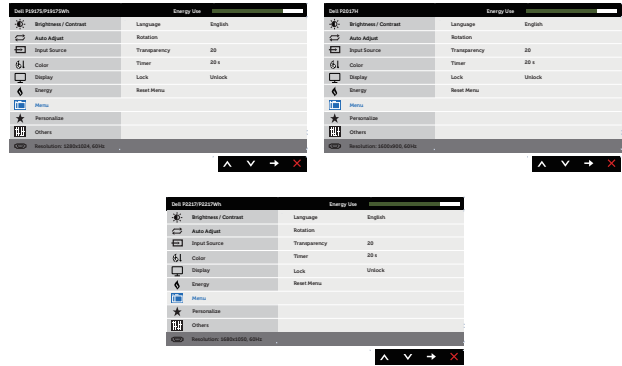 Dell P1917S/P1917SWh Energy Use
Brightness / Contrast Language English
Auto Adjust Rotation
Input Source Transparency 20
Color Timer 20 s
Display Lock Unlock
Energy Reset Menu
Menu
Personalize
Others
Resolution: 1280x1024, 60Hz
Dell P2017H Energy Use
Brightness / Contrast Language English
Auto Adjust Rotation
Input Source Transparency 20
Color Timer 20 s
Display Lock Unlock
Energy Reset Menu
Menu
Personalize
Others
Resolution: 1600x900, 60Hz
Dell P2217/P2217Wh Energy Use
Brightness / Contrast Language English
Auto Adjust Rotation
Input Source Transparency 20
Color Timer 20 s
Display Lock Unlock
Energy Reset Menu
Menu
Personalize
Others
Resolution: 1680x1050, 60Hz